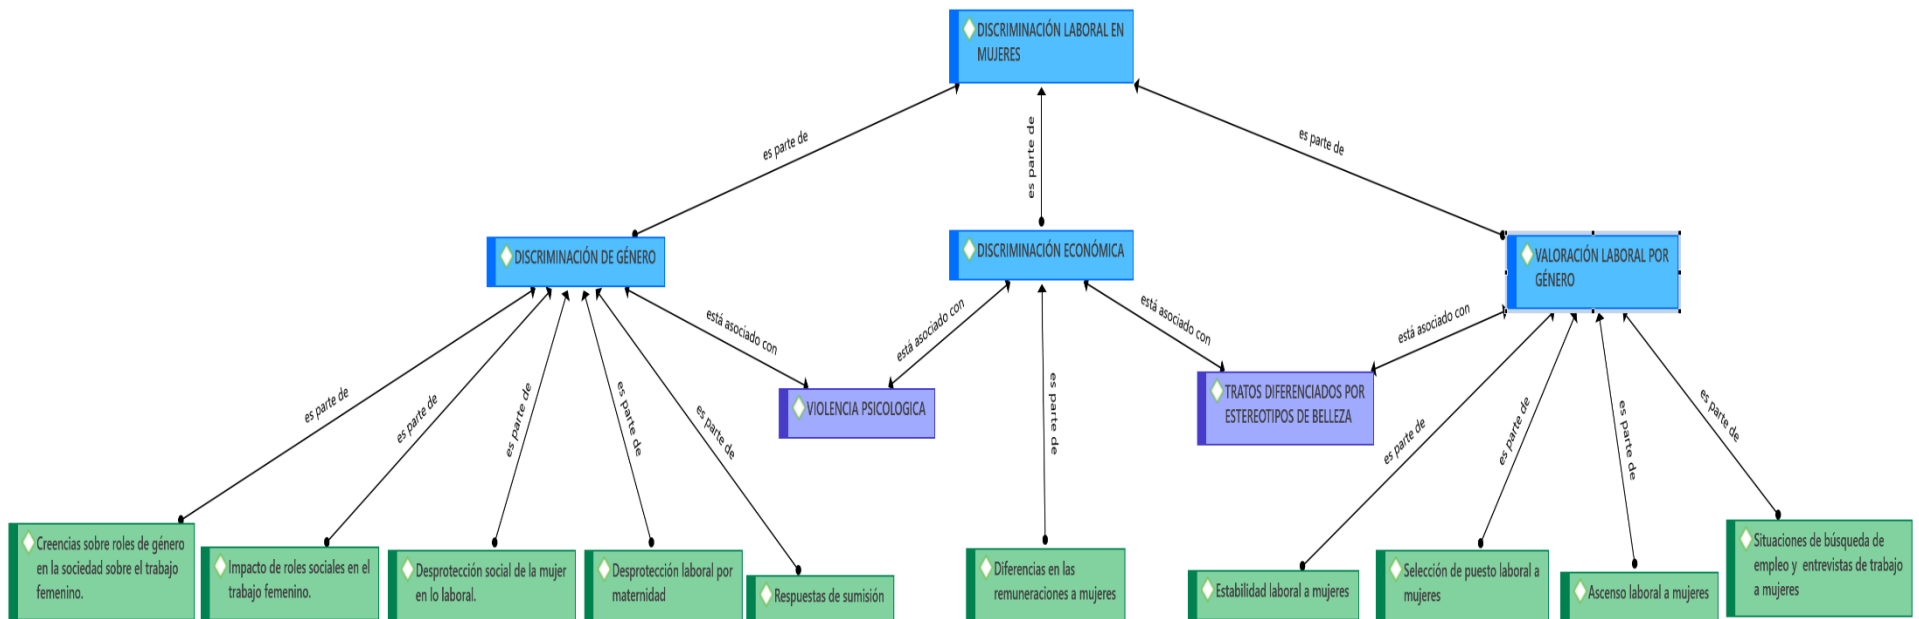 DISCRIMINACIÓN LABORAL EN
MUJERES
es parte de
es parte de
es parte de
DISCRIMINACIÓN DE GÉNERO
DISCRIMINACIÓN ECONÓMICA
VALORACIÓN LABORAL POR
GÉNERO
está asociado con
está asociado con
está asociado con
está asociado con
VIOLENCIA PSICOLOGICA
TRATOS DIFERENCIADOS POR
ESTEREOTIPOS DE BELLEZA
es parte de
es parte de
es parte de
es parte de
es parte de
es parte de
es parte de
es parte de
es parte de
es parte de
Creencias sobre roles de género
en la sociedad sobre el trabajo
femenino.
Impacto de roles sociales en el
trabajo femenino.
Desprotección social de la mujer
en lo laboral.
Desprotección laboral por
maternidad
Respuestas de sumisión
Diferencias en las
remuneraciones a mujeres
Estabilidad laboral a mujeres
Selección de puesto laboral a
mujeres
Ascenso laboral a mujeres
Situaciones de búsqueda de
empleo y entrevistas de trabajo
a mujeres